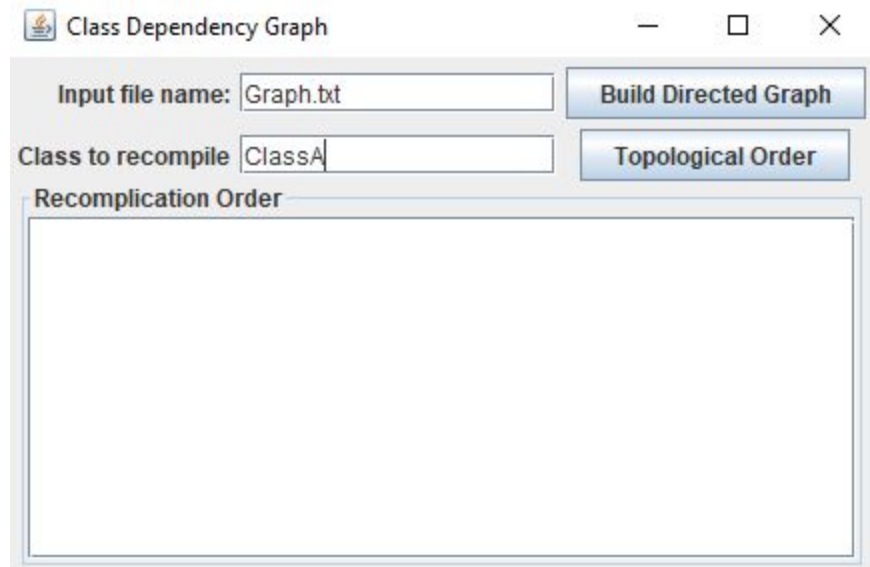 Class Dependency Graph
Input file name: Graph.txt Build Directed Graph
Class to recompile ClassA Topological Order
Recomplication Order